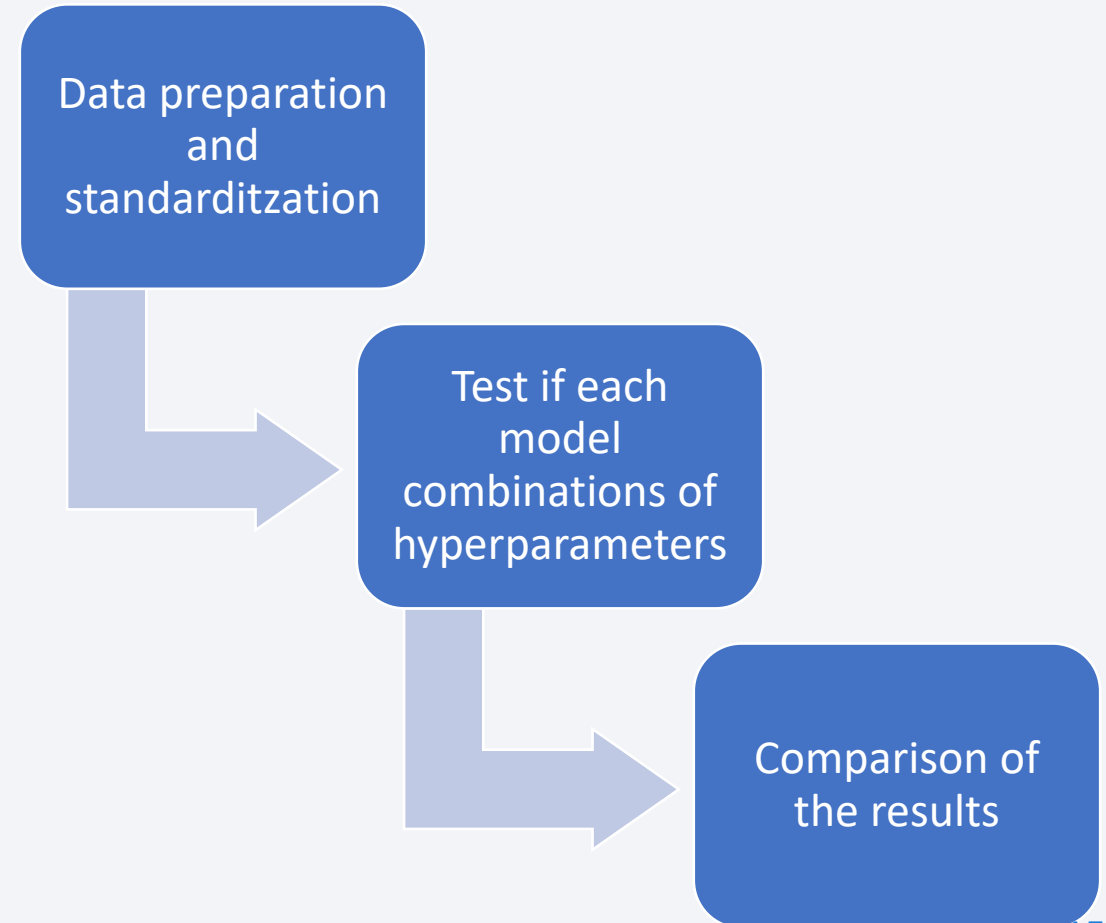 Data preparation
and
standarditzation
Test if each
model
combinations of
hyperparameters
Comparison of
the results